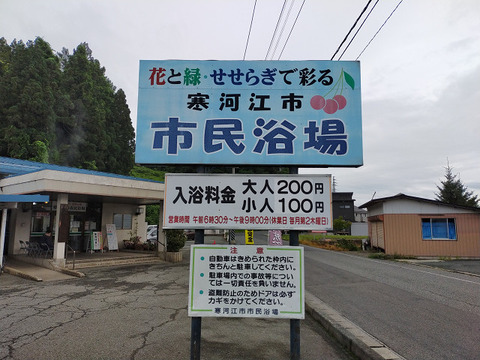 花と緑・せせらぎで彩る
寒河江市
市民浴場
入浴料金 大人200円
小人100円
営業時間 午前6時30分〜午後9時00分(休業日 毎月第2木曜日)
注意
・自動車はきめられた枠内に
きちんと駐車してください。
・駐車場内での事故等につい
ては一切責任を負いません。
・盗難防止のためドアは必ず
カギをかけてください。
寒河江市市民浴場